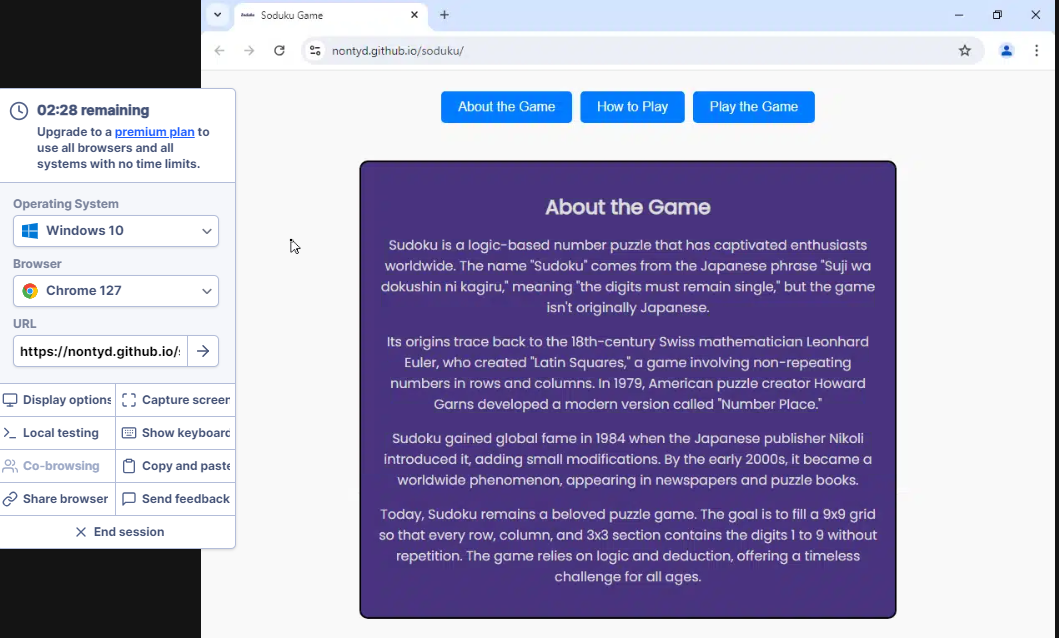 Soduku Game
nontyd.github.io/soduku/
About the Game
How to Play
Play the Game
02:28 remaining
Upgrade to a premium plan to
use all browsers and all
systems with no time limits.
Operating System
Windows 10
Browser
Chrome 127
URL
https://nontyd.github.io/s
Display options
Capture screen
Local testing
Show keyboard
Co-browsing
Copy and paste
Share browser
Send feedback
End session
About the Game
Sudoku is a logic-based number puzzle that has captivated enthusiasts
worldwide. The name "Sudoku" comes from the Japanese phrase "Suji wa
dokushin ni kagiru," meaning "the digits must remain single," but the game
isn't originally Japanese.
Its origins trace back to the 18th-century Swiss mathematician Leonhard
Euler, who created "Latin Squares," a game involving non-repeating
numbers in rows and columns. In 1979, American puzzle creator Howard
Garns developed a modern version called "Number Place."
Sudoku gained global fame in 1984 when the Japanese publisher Nikoli
introduced it, adding small modifications. By the early 2000s, it became a
worldwide phenomenon, appearing in newspapers and puzzle books.
Today, Sudoku remains a beloved puzzle game. The goal is to fill a 9x9 grid
so that every row, column, and 3x3 section contains the digits 1 to 9 without
repetition. The game relies on logic and deduction, offering a timeless
challenge for all ages.